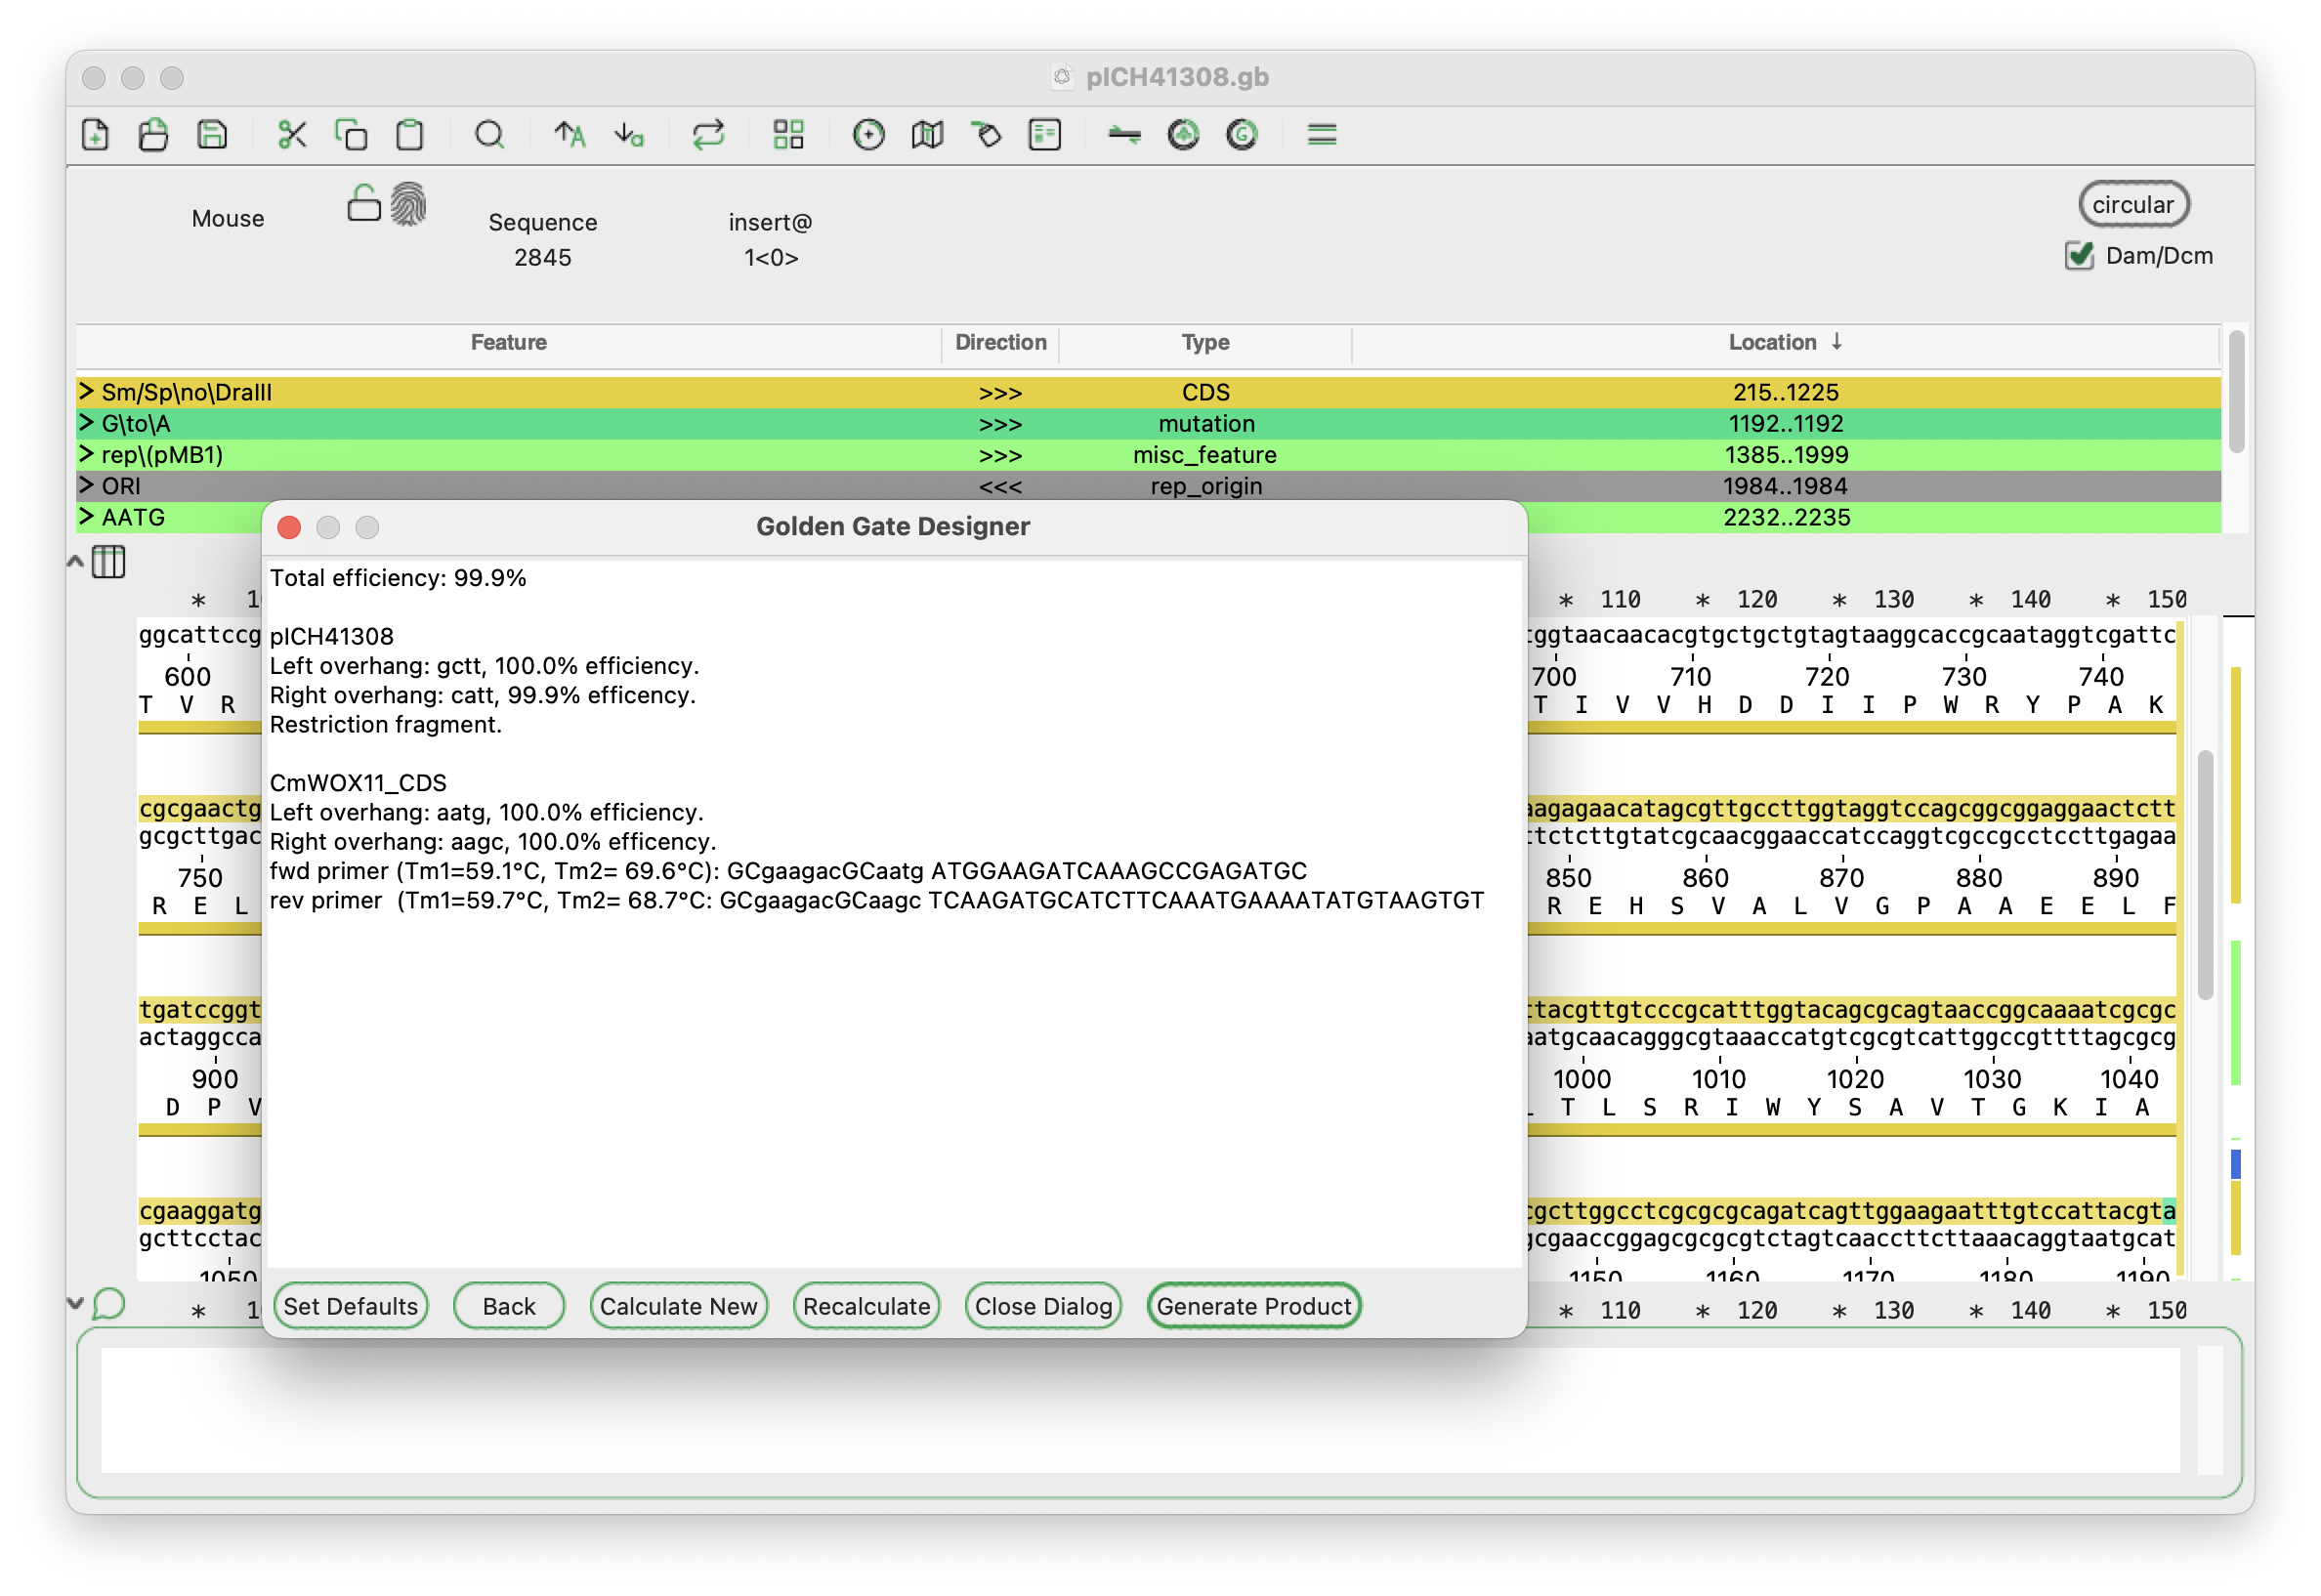 pICH41308.gb
Mouse
Sequence
2845
insert@
1<0>
circular
Dam/Dcm
Feature Direction Type Location ↓
> Sm/Sp\no\DraIII >>> CDS 215..1225
> G\to\A >>> mutation 1192..1192
> rep\(pMB1) >>> misc_feature 1385..1999
> ORI <<< rep_origin 1984..1984
> AATG 2232..2235
Golden Gate Designer
Total efficiency: 99.9%
pICH41308
Left overhang: gctt, 100.0% efficiency.
Right overhang: catt, 99.9% efficency.
Restriction fragment.
CmWOX11_CDS
Left overhang: aatg, 100.0% efficiency.
Right overhang: aagc, 100.0% efficency.
fwd primer (Tm1=59.1°C, Tm2= 69.6°C): GCgaagacGCaatg ATGGAAGATCAAAGCCGAGATGC
rev primer  (Tm1=59.7°C, Tm2= 68.7°C: GCgaagacGCaagc TCAAGATGCATCTTCAAATGAAAATATGTAAGTGT
Set Defaults Back Calculate New Recalculate Close Dialog Generate Product
* * 110 * 120 * 130 * 140 * 150
ggcattccg ggtaacaacacgtgctgctgtagtaaggcaccgcaataggtcgattc
600 700 710 720 730 740
T V R T I V V H D D I I P W R Y P A K
cgcgaactg aagagaacatagcgttgccttggtaggtccagcggcggaggaactctt
gcgcttgac tctcttgtatcgcaacggaaccatccaggtcgccgcctccttgagaa
750 850 860 870 880 890
R E L R E H S V A L V G P A A E E L F
tgatccggt tacgttgtcccgcatttggtacagcgcagtaaccggcaaaatcgcgc
actaggcca aatgcaacagggcgtaaaccatgtcgcgtcattggccgttttagcgcg
900 1000 1010 1020 1030 1040
D P V T L S R I W Y S A V T G K I A
cgaaggatg cgcttggcctcgcgcgcagatcagttggaagaatttgtccattacgta
gcttcctac gcgaaccggagcgcgcgtctagtcaaccttcttaaacaggtaatgcat
1050 1150 1160 1170 1180 1190
* * 110 * 120 * 130 * 140 * 150